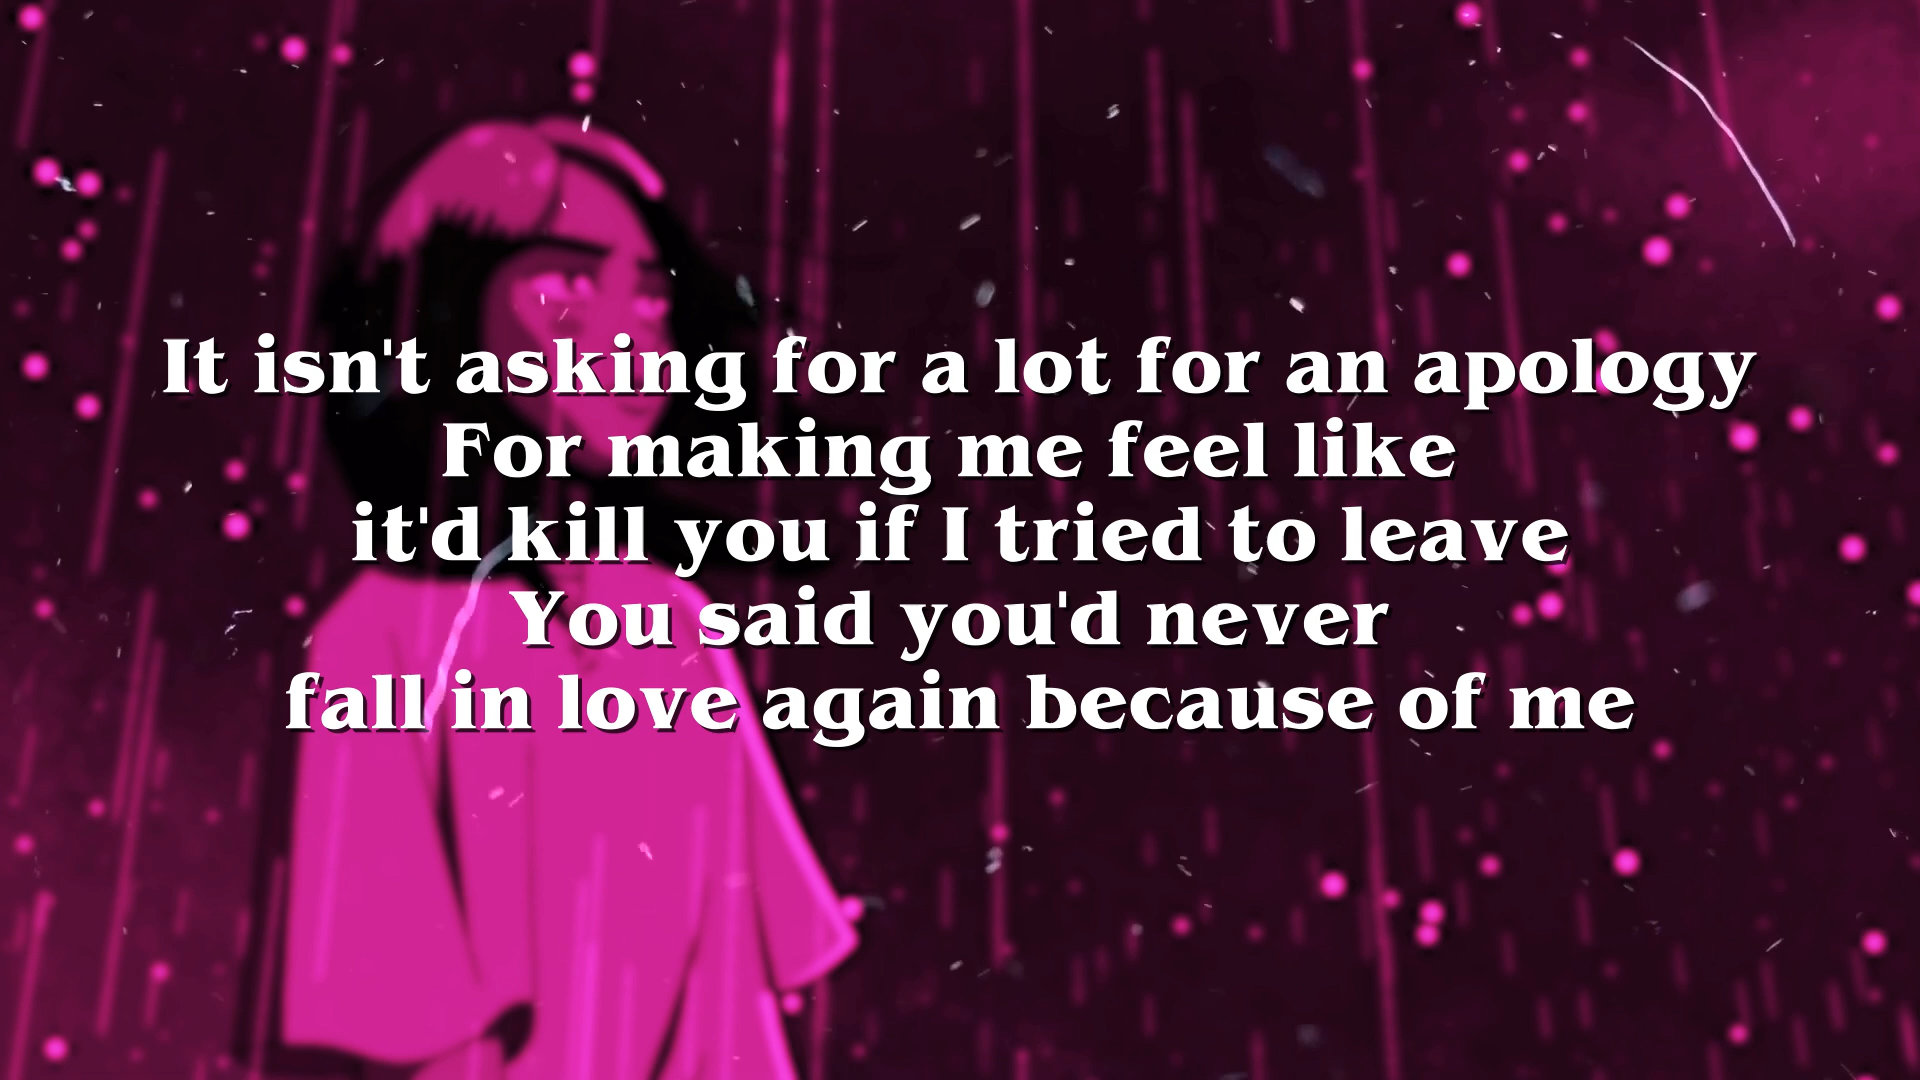 It isn't asking for a lot for an apology
For making me feel like
it'd kill you if I tried to leave
You said you'd never
fall in love again because of me